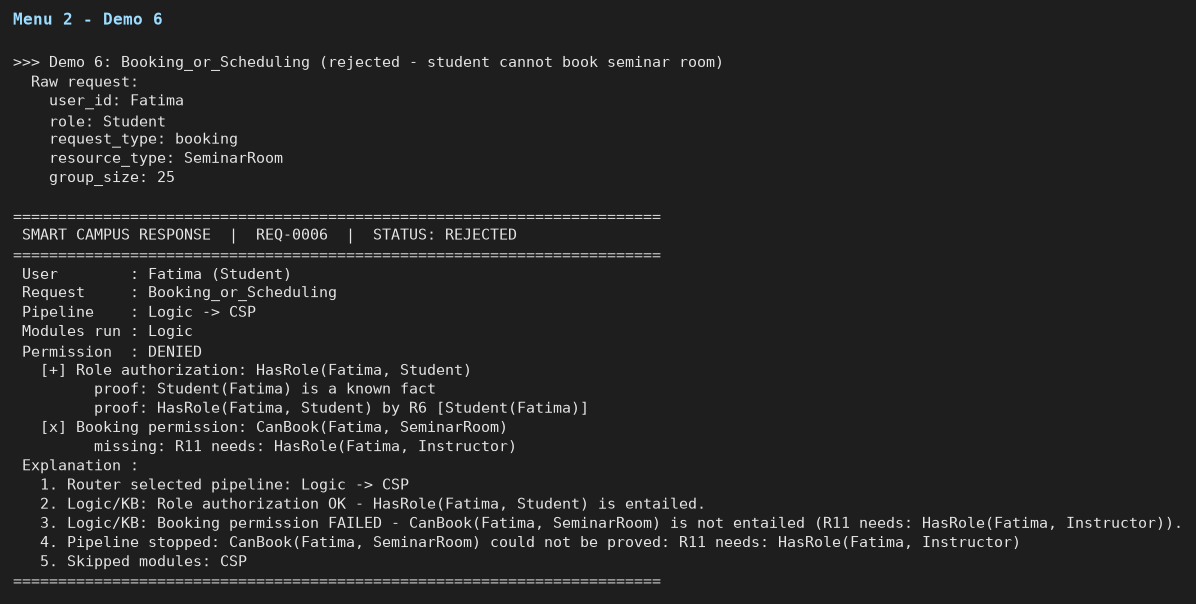 Menu 2 - Demo 6
>>> Demo 6: Booking_or_Scheduling (rejected - student cannot book seminar room)
  Raw request:
    user_id: Fatima
    role: Student
    request_type: booking
    resource_type: SeminarRoom
    group_size: 25
========================================================================
 SMART CAMPUS RESPONSE  |  REQ-0006  |  STATUS: REJECTED
========================================================================
 User        : Fatima (Student)
 Request     : Booking_or_Scheduling
 Pipeline    : Logic -> CSP
 Modules run : Logic
 Permission  : DENIED
   [+] Role authorization: HasRole(Fatima, Student)
         proof: Student(Fatima) is a known fact
         proof: HasRole(Fatima, Student) by R6 [Student(Fatima)]
   [x] Booking permission: CanBook(Fatima, SeminarRoom)
         missing: R11 needs: HasRole(Fatima, Instructor)
 Explanation :
   1. Router selected pipeline: Logic -> CSP
   2. Logic/KB: Role authorization OK - HasRole(Fatima, Student) is entailed.
   3. Logic/KB: Booking permission FAILED - CanBook(Fatima, SeminarRoom) is not entailed (R11 needs: HasRole(Fatima, Instructor)).
   4. Pipeline stopped: CanBook(Fatima, SeminarRoom) could not be proved: R11 needs: HasRole(Fatima, Instructor)
   5. Skipped modules: CSP
========================================================================